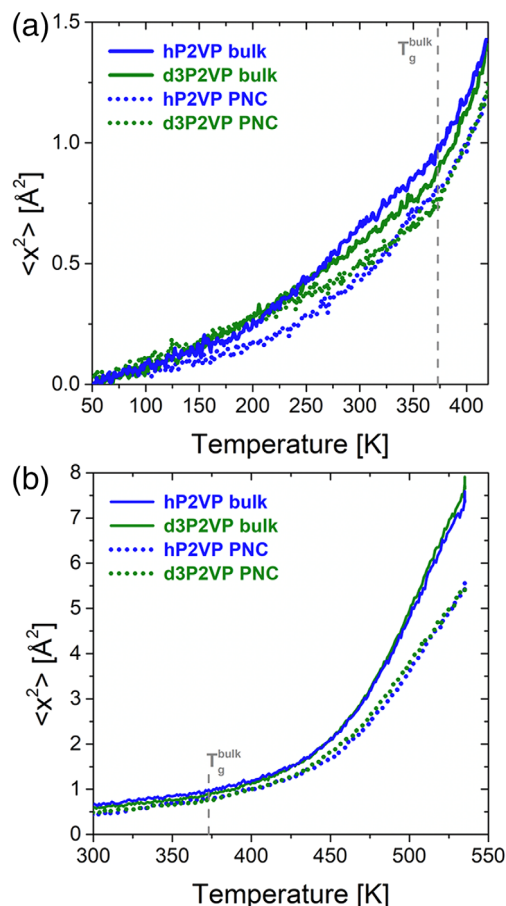 (a)
1.5
1.0
0.5
0.0
<x²> [Å²]
hP2VP bulk
d3P2VP bulk
hP2VP PNC
d3P2VP PNC
T_g^bulk
50 100 150 200 250 300 350 400
Temperature [K]
(b)
8
7
6
5
4
3
2
1
0
<x²> [Å²]
hP2VP bulk
d3P2VP bulk
hP2VP PNC
d3P2VP PNC
T_g^bulk
300 350 400 450 500 550
Temperature [K]